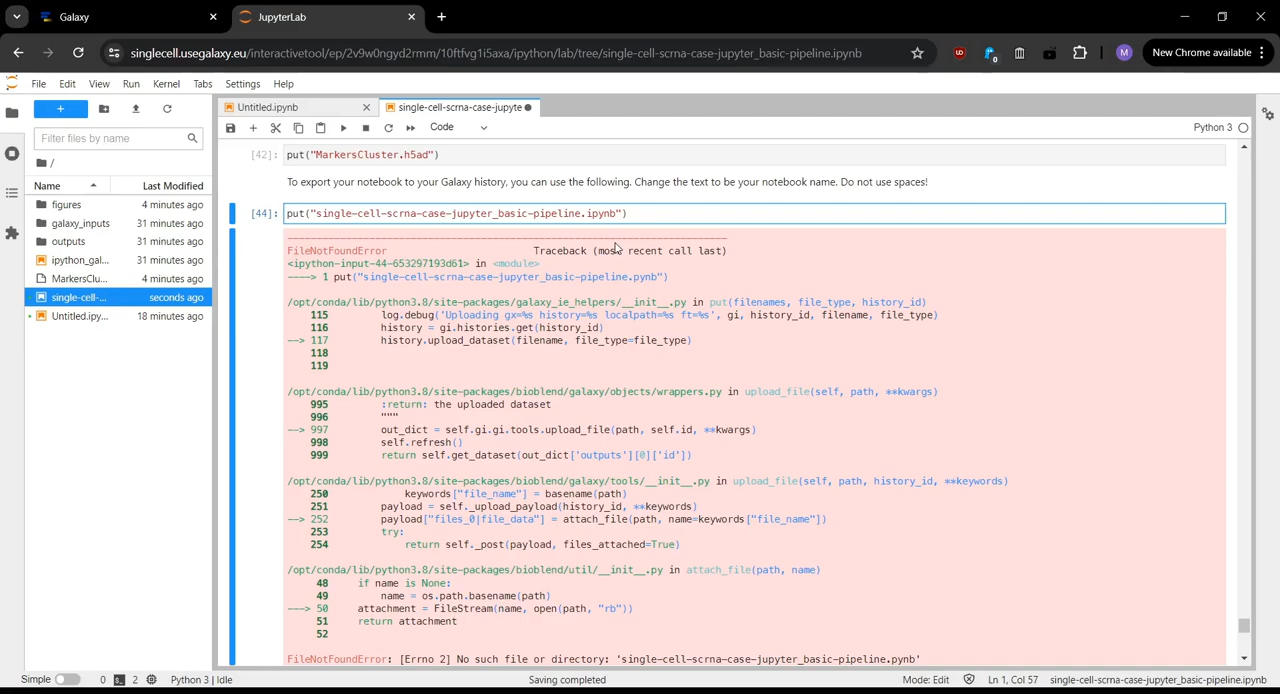 Galaxy
JupyterLab
singlecell.usegalaxy.eu/interactivetool/ep/2v9w0ngyd2rmm/10ftfvg1i5axa/ipython/lab/tree/single-cell-scrna-case-jupyter_basic-pipeline.ipynb
0
M
New Chrome available
File Edit View Run Kernel Tabs Settings Help
Untitled.ipynb
single-cell-scrna-case-jupyte
Code
Python 3
Filter files by name
/
Name Last Modified
figures 4 minutes ago
galaxy_inputs 31 minutes ago
outputs 31 minutes ago
ipython_gal... 31 minutes ago
MarkersClu... 4 minutes ago
single-cell-... seconds ago
Untitled.ipy... 18 minutes ago
[42]: put("MarkersCluster.h5ad")
To export your notebook to your Galaxy history, you can use the following. Change the text to be your notebook name. Do not use spaces!
[44]: put("single-cell-scrna-case-jupyter_basic-pipeline.ipynb")
---------------------------------------------------------------------------
FileNotFoundError Traceback (most recent call last)
<ipython-input-44-653297193d61> in <module>
----> 1 put("single-cell-scrna-case-jupyter_basic-pipeline.pynb")
/opt/conda/lib/python3.8/site-packages/galaxy_ie_helpers/__init__.py in put(filenames, file_type, history_id)
115 log.debug('Uploading gx=%s history=%s localpath=%s ft=%s', gi, history_id, filename, file_type)
116 history = gi.histories.get(history_id)
--> 117 history.upload_dataset(filename, file_type=file_type)
118
119
/opt/conda/lib/python3.8/site-packages/bioblend/galaxy/objects/wrappers.py in upload_file(self, path, **kwargs)
995 :return: the uploaded dataset
996 """
--> 997 out_dict = self.gi.gi.tools.upload_file(path, self.id, **kwargs)
998 self.refresh()
999 return self.get_dataset(out_dict['outputs'][0]['id'])
/opt/conda/lib/python3.8/site-packages/bioblend/galaxy/tools/__init__.py in upload_file(self, path, history_id, **keywords)
250 keywords["file_name"] = basename(path)
251 payload = self._upload_payload(history_id, **keywords)
--> 252 payload["files_0|file_data"] = attach_file(path, name=keywords["file_name"])
253 try:
254 return self._post(payload, files_attached=True)
/opt/conda/lib/python3.8/site-packages/bioblend/util/__init__.py in attach_file(path, name)
48 if name is None:
49 name = os.path.basename(path)
---> 50 attachment = FileStream(name, open(path, "rb"))
51 return attachment
52
FileNotFoundError: [Errno 2] No such file or directory: 'single-cell-scrna-case-jupyter_basic-pipeline.pynb'
Simple 0 2 Python 3 | Idle Saving completed Mode: Edit Ln 1, Col 57 single-cell-scrna-case-jupyter_basic-pipeline.ipynb